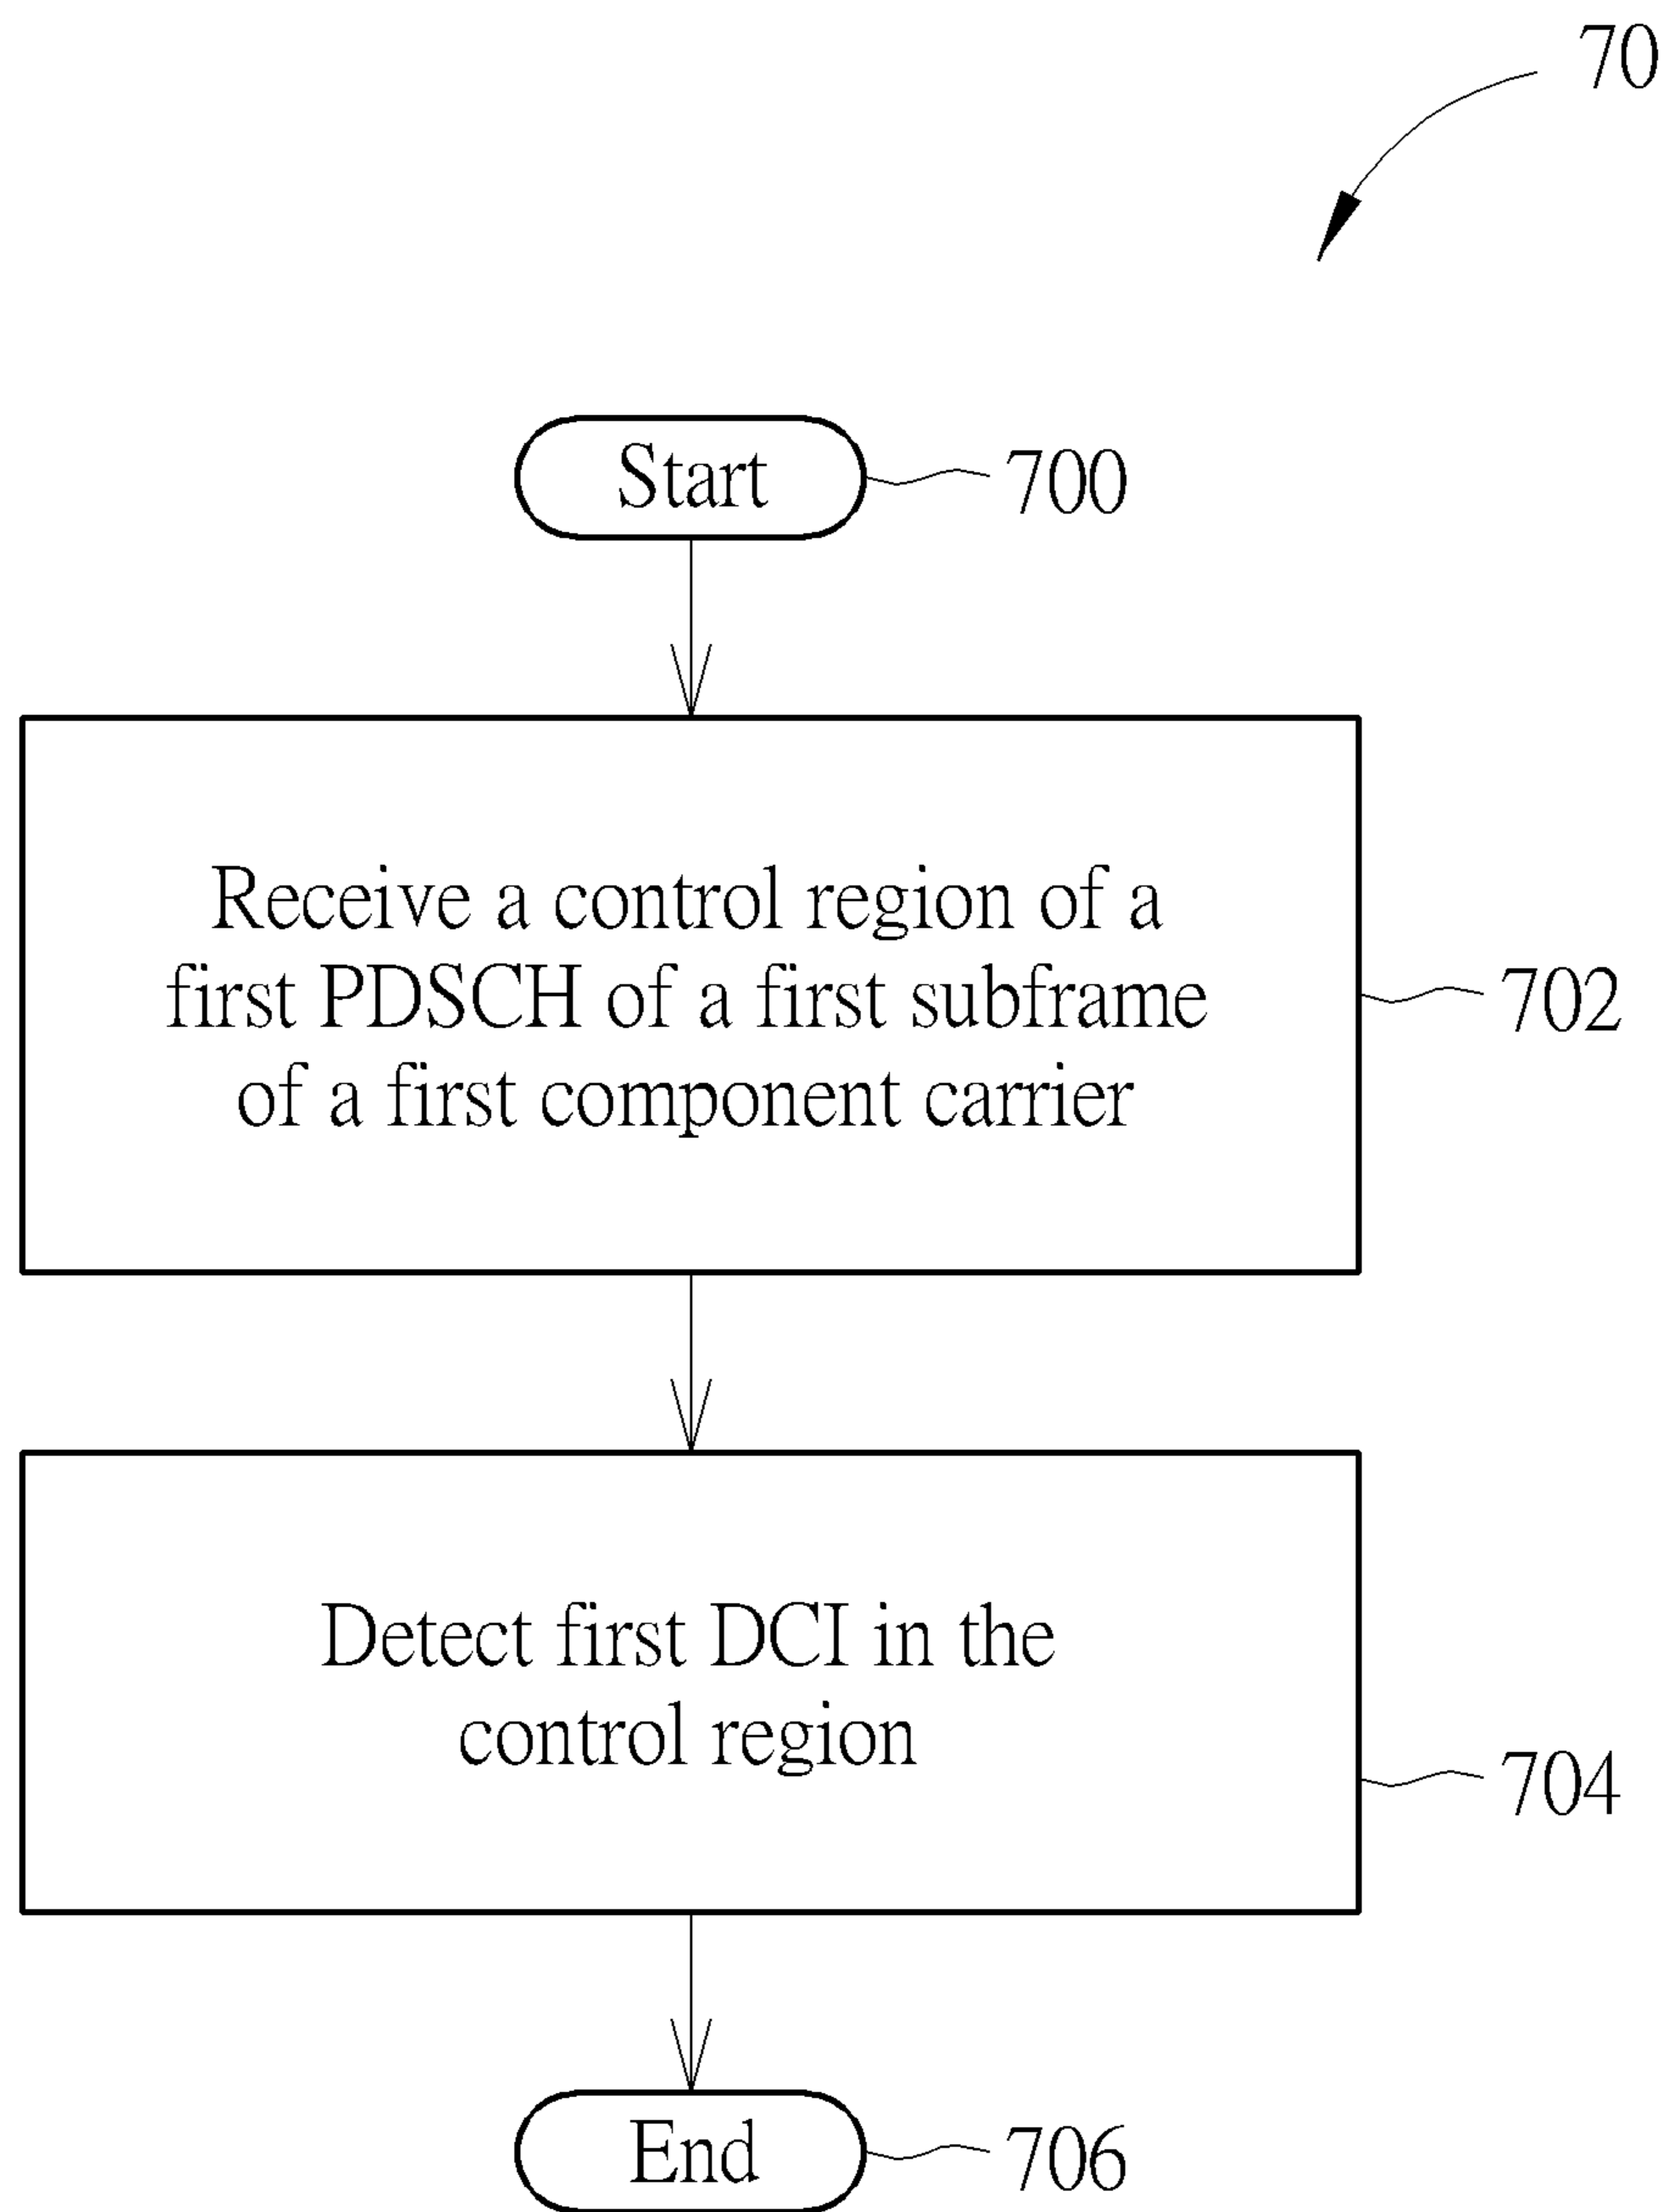 70
Start
700
Receive a control region of a
first PDSCH of a first subframe
of a first component carrier
702
Detect first DCI in the
control region
704
End
706